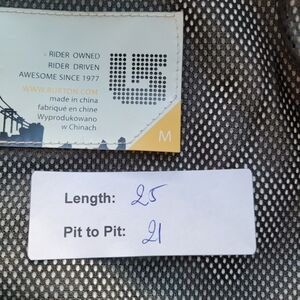 RIDER OWNED
RIDER DRIVEN
AWESOME SINCE 1977
WWW.BURTON.COM
made in china
fabriqué en chine
Wyprodukowano
w Chinach
M
Length: 25
Pit to Pit: 21